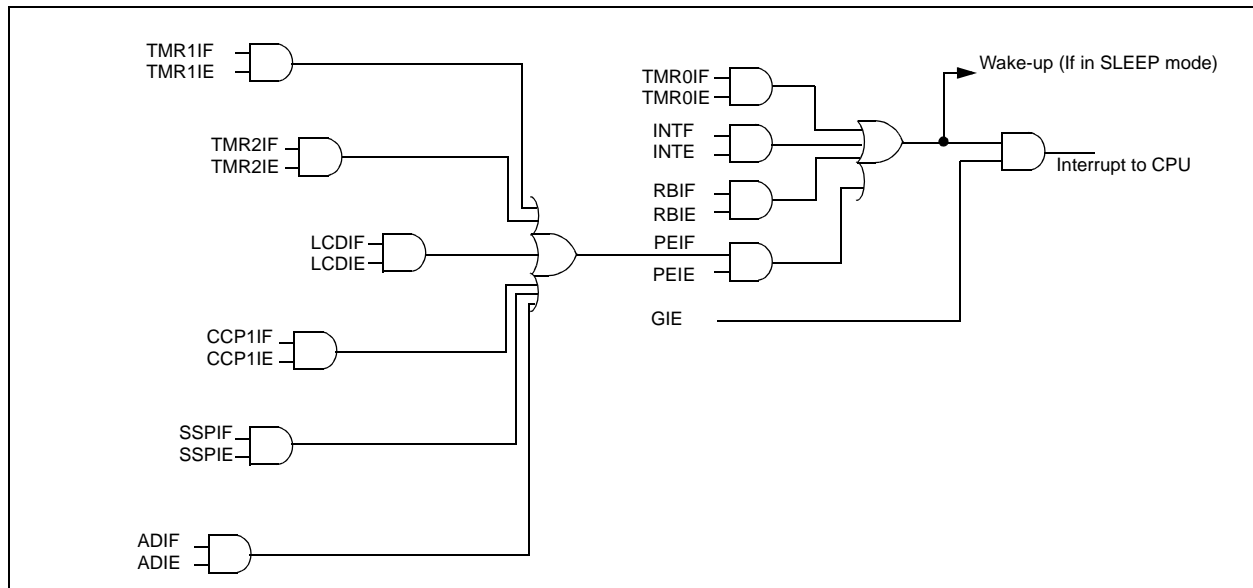 TMR1IF
TMR1IE
TMR2IF
TMR2IE
LCDIF
LCDIE
CCP1IF
CCP1IE
SSPIF
SSPIE
ADIF
ADIE
TMR0IF
TMR0IE
INTF
INTE
RBIF
RBIE
PEIF
PEIE
GIE
Wake-up (If in SLEEP mode)
Interrupt to CPU